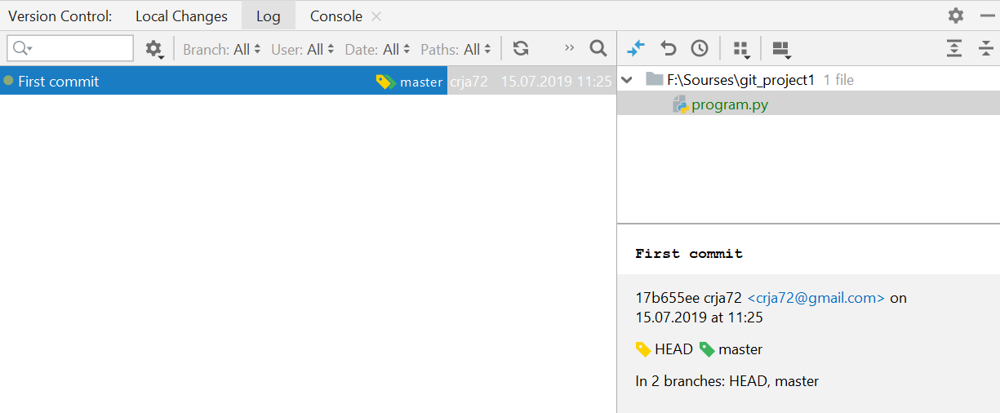 Version Control: Local Changes Log Console
Branch: All User: All Date: All Paths: All
First commit master crja72 15.07.2019 11:25
F:\Sourses\git_project1 1 file
program.py
First commit
17b655ee crja72 <crja72@gmail.com> on
15.07.2019 at 11:25
HEAD master
In 2 branches: HEAD, master